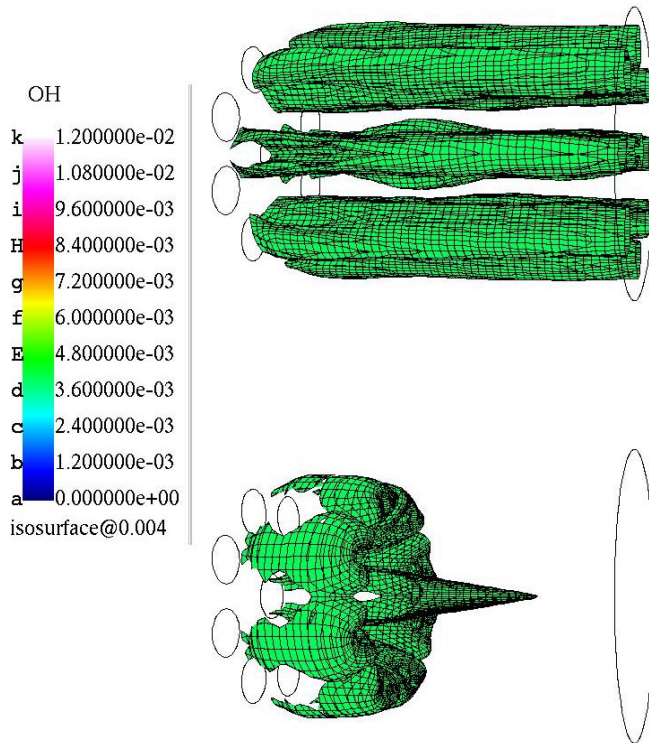 OH
k 1.200000e-02
j 1.080000e-02
i 9.600000e-03
H 8.400000e-03
g 7.200000e-03
f 6.000000e-03
E 4.800000e-03
d 3.600000e-03
c 2.400000e-03
b 1.200000e-03
a 0.000000e+00
isosurface@0.004